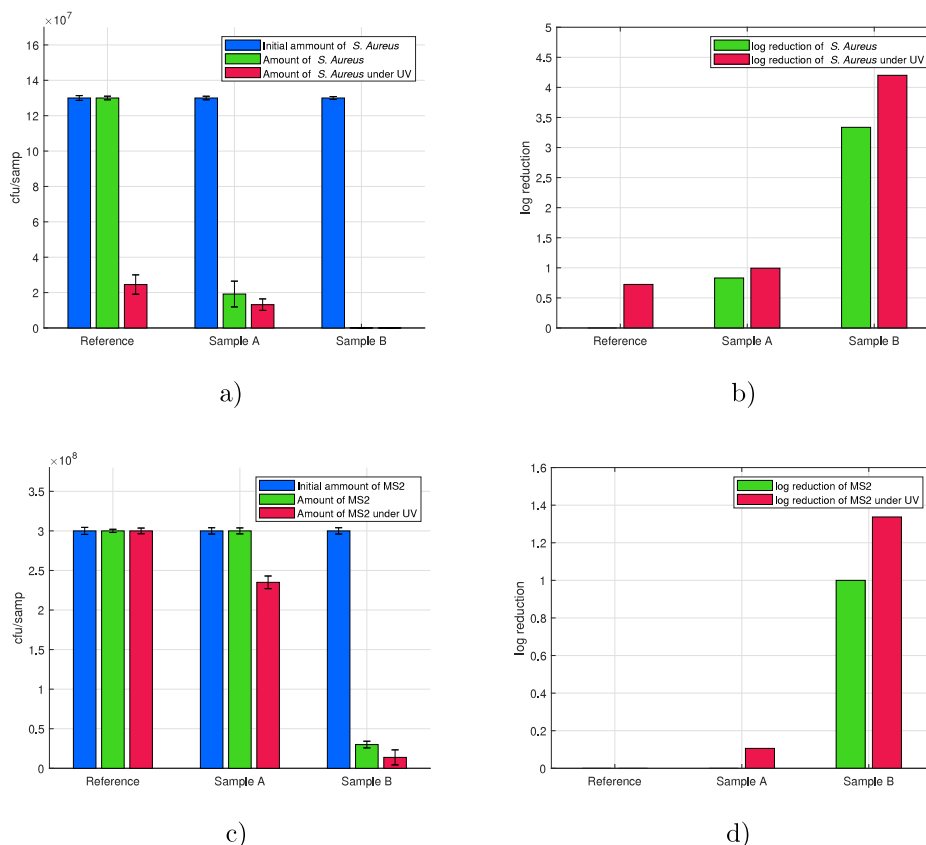 ×10⁷
16
14
12
10
8
6
4
2
0
cfu/samp
Initial ammount of S. Aureus
Amount of S. Aureus
Amount of S. Aureus under UV
Reference Sample A Sample B
a)
5
4.5
4
3.5
3
2.5
2
1.5
1
0.5
0
log reduction
log reduction of S. Aureus
log reduction of S. Aureus under UV
Reference Sample A Sample B
b)
×10⁸
3.5
3
2.5
2
1.5
1
0.5
0
cfu/samp
Initial ammount of MS2
Amount of MS2
Amount of MS2 under UV
Reference Sample A Sample B
c)
1.6
1.4
1.2
1
0.8
0.6
0.4
0.2
0
log reduction
log reduction of MS2
log reduction of MS2 under UV
Reference Sample A Sample B
d)